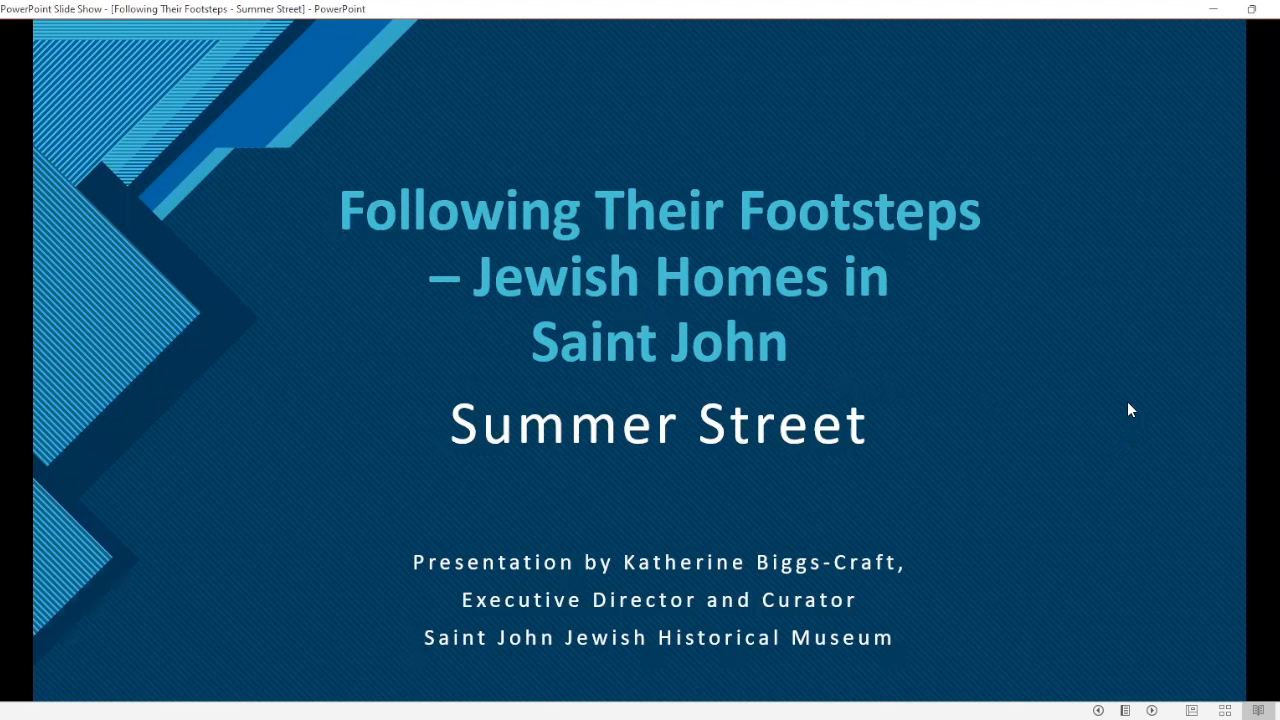 PowerPoint Slide Show - [Following Their Footsteps - Summer Street] - PowerPoint
Following Their Footsteps
– Jewish Homes in
Saint John
Summer Street
Presentation by Katherine Biggs-Craft,
Executive Director and Curator
Saint John Jewish Historical Museum